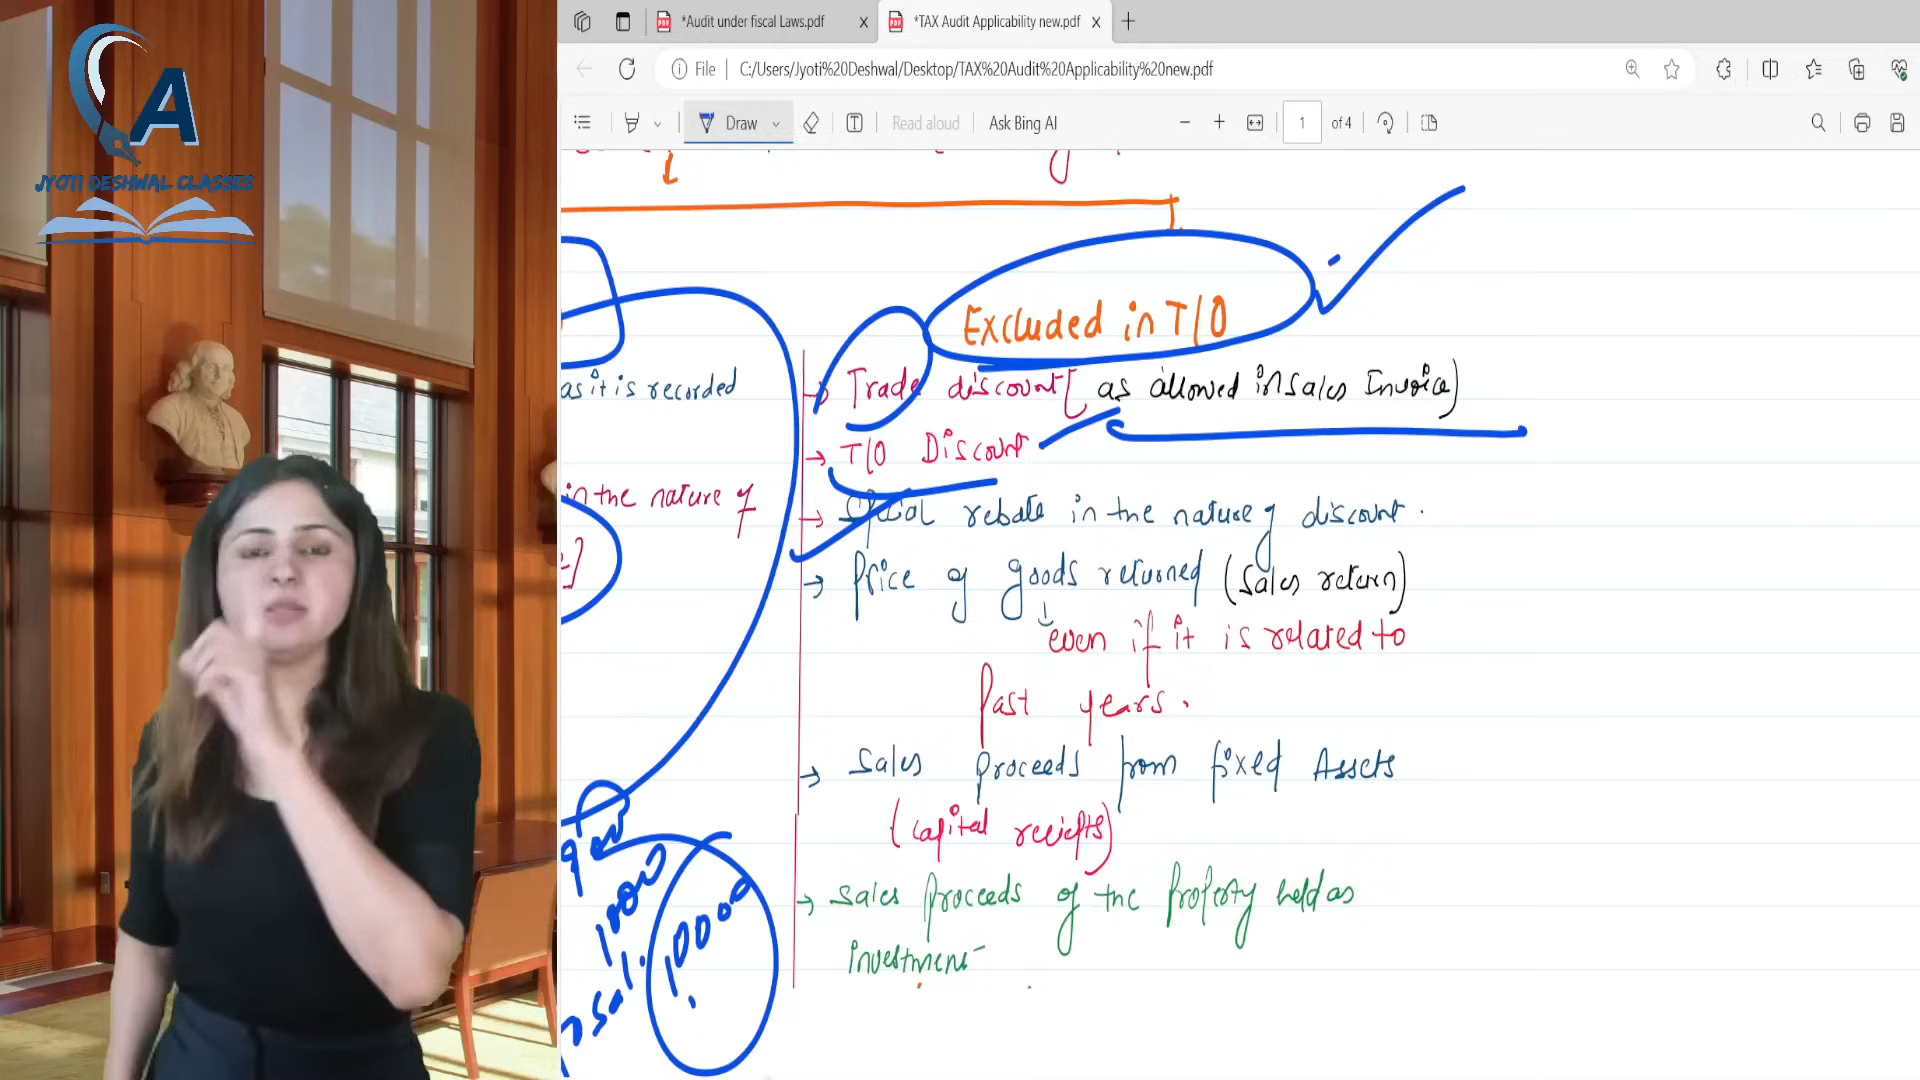 *Audit under fiscal Laws.pdf
*TAX Audit Applicability new.pdf
File
C:/Users/Jyoti%20Deshwal/Desktop/TAX%20Audit%20Applicability%20new.pdf
Draw
Read aloud
Ask Bing AI
1 of 4
A
JYOTI DESHWAL CLASSES
Excluded in T/O
as it is recorded
→ Trade discount [as allowed in Sales Invoice)
→ T/O Discount
in the nature of
→ Special rebate in the nature of discount.
→ Price of goods returned (Sales return)
even if it is related to
Past years.
→ Sales proceeds from fixed Assets
(capital reciepts)
→ Sales proceeds of the Property held as
investment